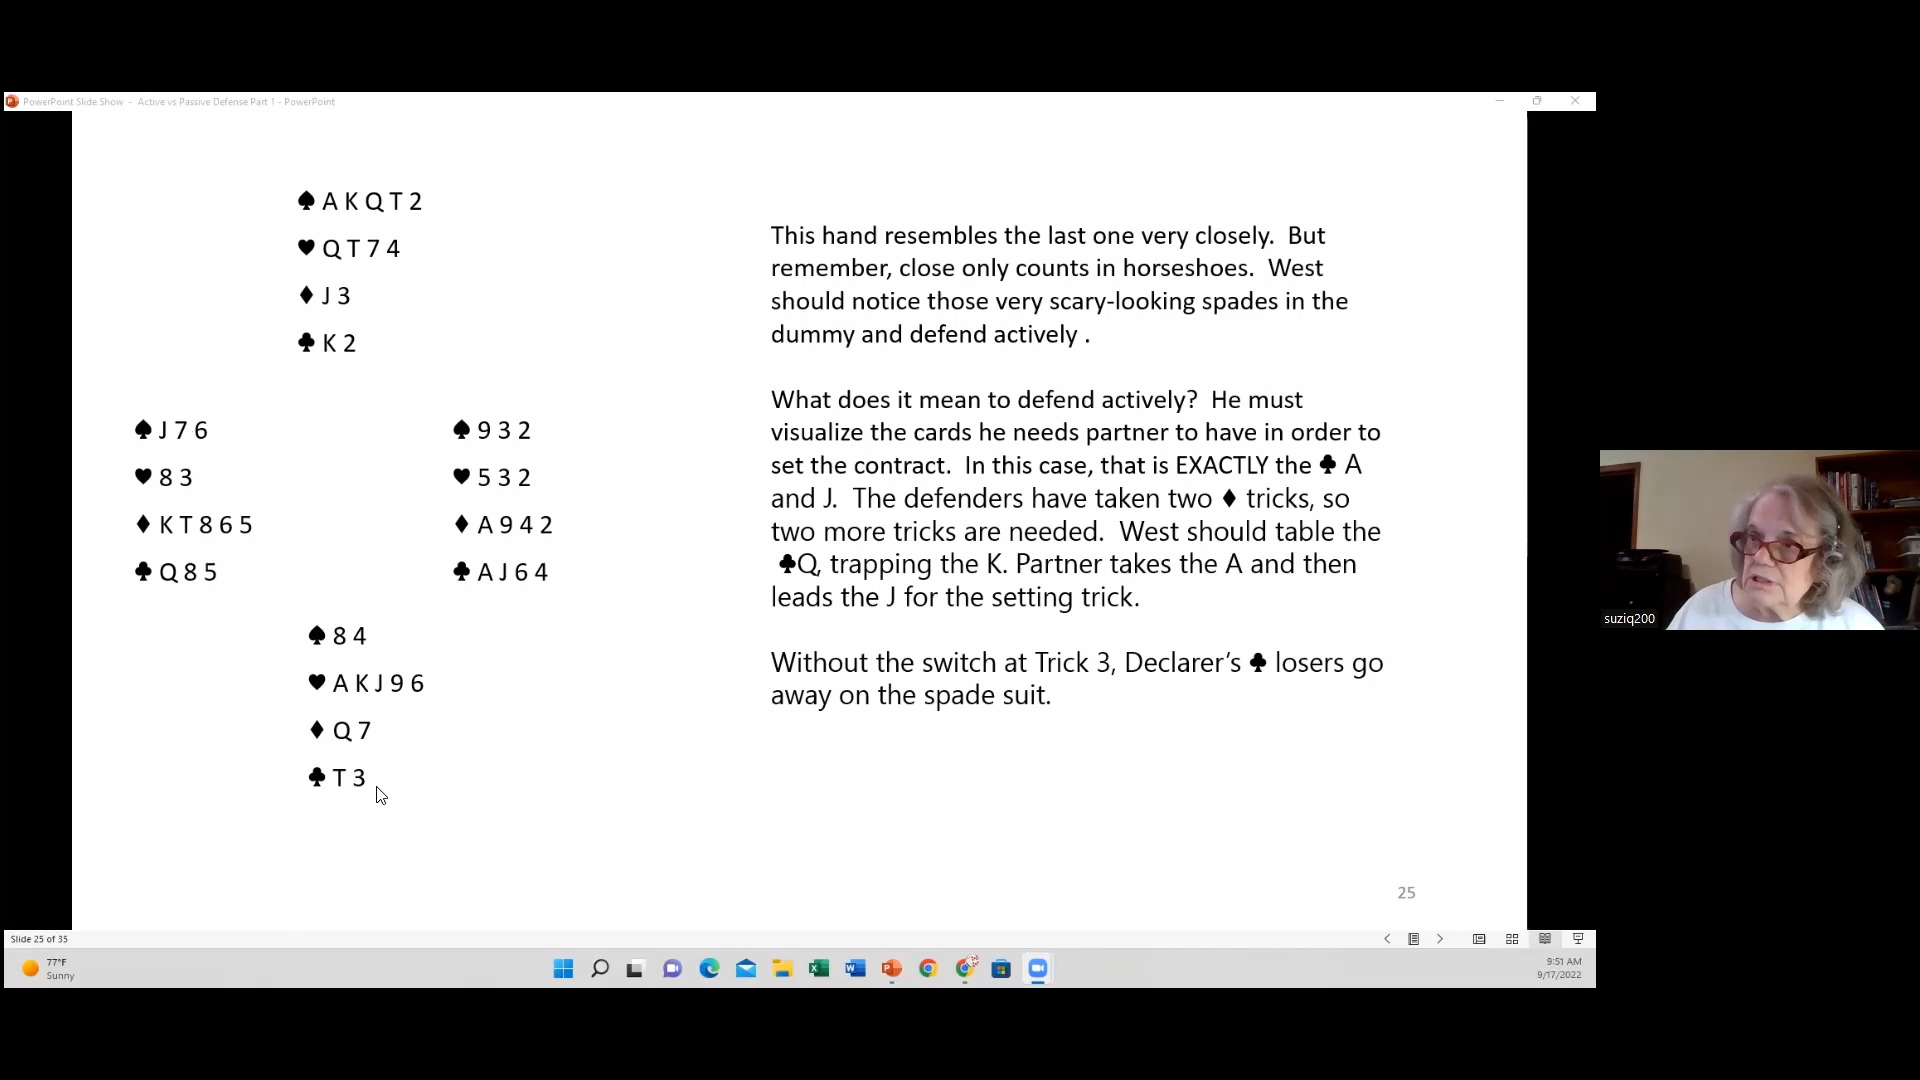 PowerPoint Slide Show - Active vs Passive Defense Part 1 - PowerPoint
♠ A K Q T 2
♥ Q T 7 4
♦ J 3
♣ K 2
♠ J 7 6
♥ 8 3
♦ K T 8 6 5
♣ Q 8 5
♠ 9 3 2
♥ 5 3 2
♦ A 9 4 2
♣ A J 6 4
♠ 8 4
♥ A K J 9 6
♦ Q 7
♣ T 3
This hand resembles the last one very closely. But
remember, close only counts in horseshoes. West
should notice those very scary-looking spades in the
dummy and defend actively .
What does it mean to defend actively? He must
visualize the cards he needs partner to have in order to
set the contract. In this case, that is EXACTLY the ♣ A
and J. The defenders have taken two ♦ tricks, so
two more tricks are needed. West should table the
♣Q, trapping the K. Partner takes the A and then
leads the J for the setting trick.
Without the switch at Trick 3, Declarer's ♣ losers go
away on the spade suit.
25
suziq200
Slide 25 of 35
77°F
Sunny
9:51 AM
9/17/2022